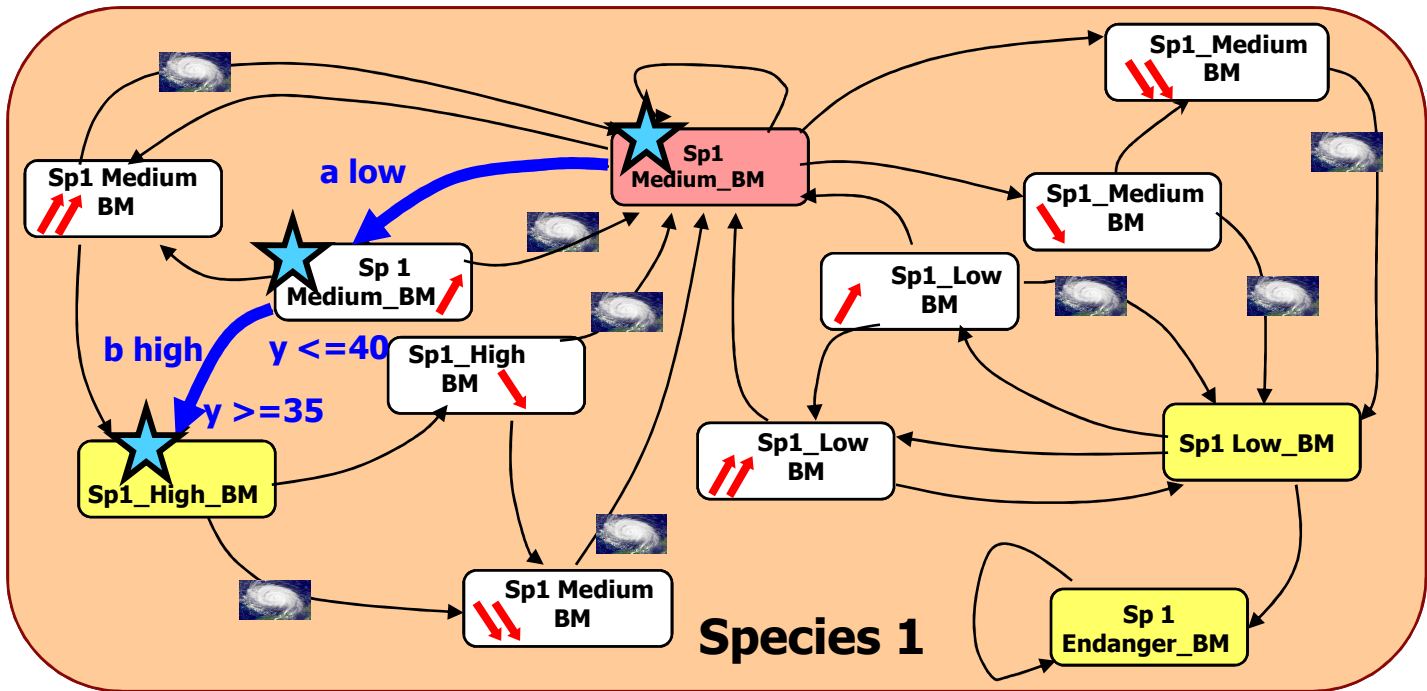 Sp1_Medium
BM
Sp1
Medium_BM
Sp1 Medium
BM
a low
Sp1_Medium
BM
Sp 1
Medium_BM
Sp1_Low
BM
b high
y <=40
Sp1_High
BM
y >=35
Sp1_Low
BM
Sp1 Low_BM
Sp1_High_BM
Sp1 Medium
BM
Sp 1
Endanger_BM
Species 1